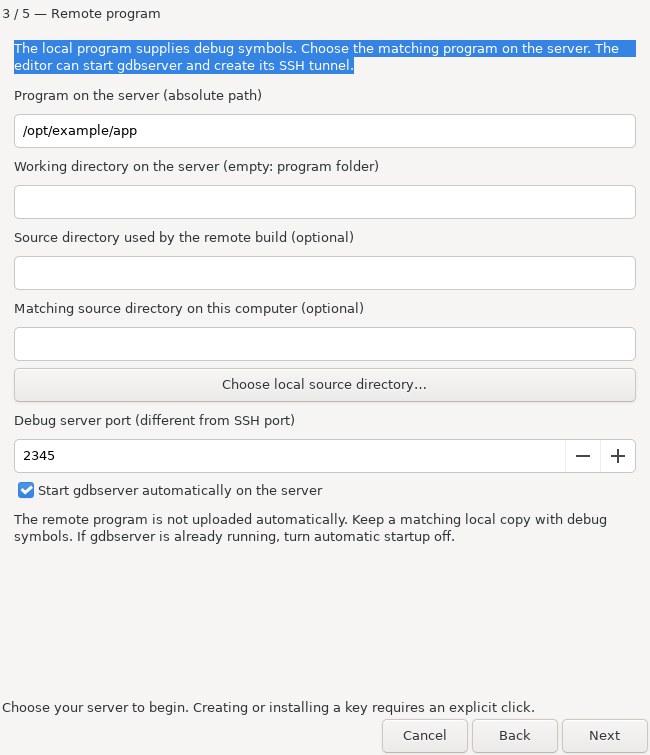 3 / 5 — Remote program
The local program supplies debug symbols. Choose the matching program on the server. The
editor can start gdbserver and create its SSH tunnel.
Program on the server (absolute path)
/opt/example/app
Working directory on the server (empty: program folder)
Source directory used by the remote build (optional)
Matching source directory on this computer (optional)
Choose local source directory...
Debug server port (different from SSH port)
2345
Start gdbserver automatically on the server
The remote program is not uploaded automatically. Keep a matching local copy with debug
symbols. If gdbserver is already running, turn automatic startup off.
Choose your server to begin. Creating or installing a key requires an explicit click.
Cancel Back Next